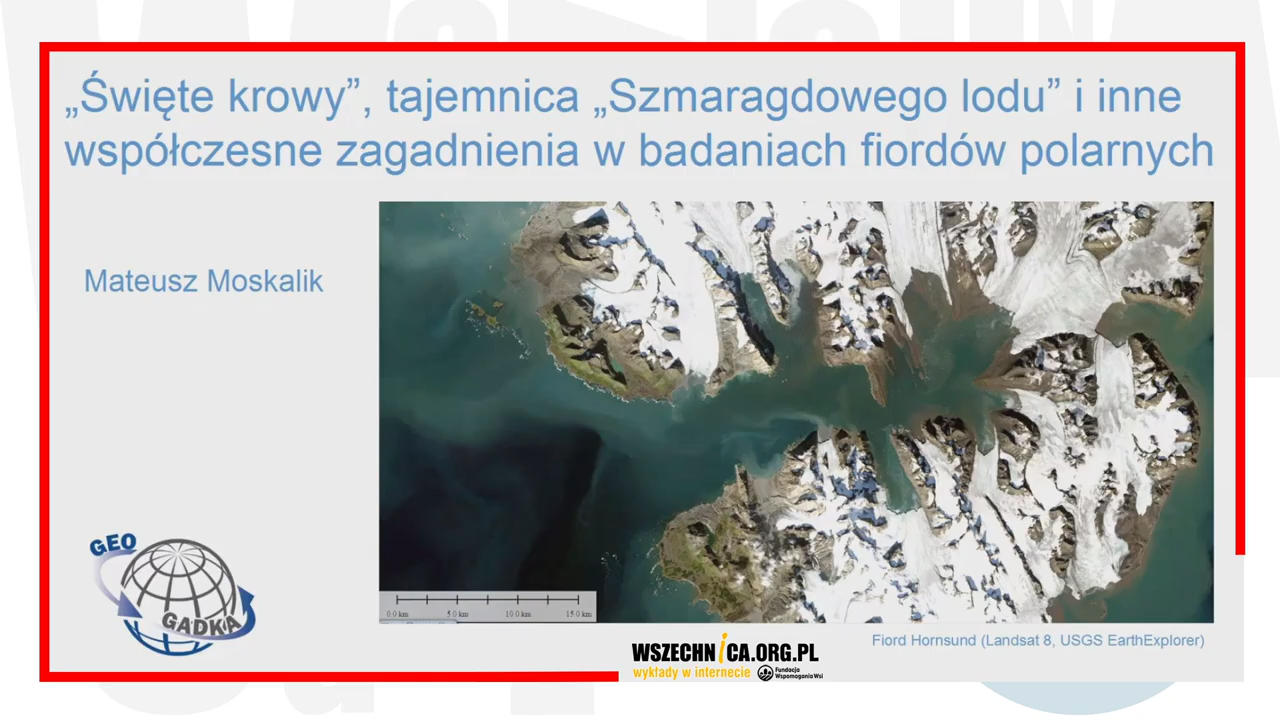 „Święte krowy”, tajemnica „Szmaragdowego lodu” i inne
współczesne zagadnienia w badaniach fiordów polarnych
Mateusz Moskalik
GEO
GADKA
0.0 km 5.0 km 10.0 km 15.0 km
Fiord Hornsund (Landsat 8, USGS EarthExplorer)
WSZECHNiCA.ORG.PL
wykłady w internecie
Fundacja
Wspomagania Wsi